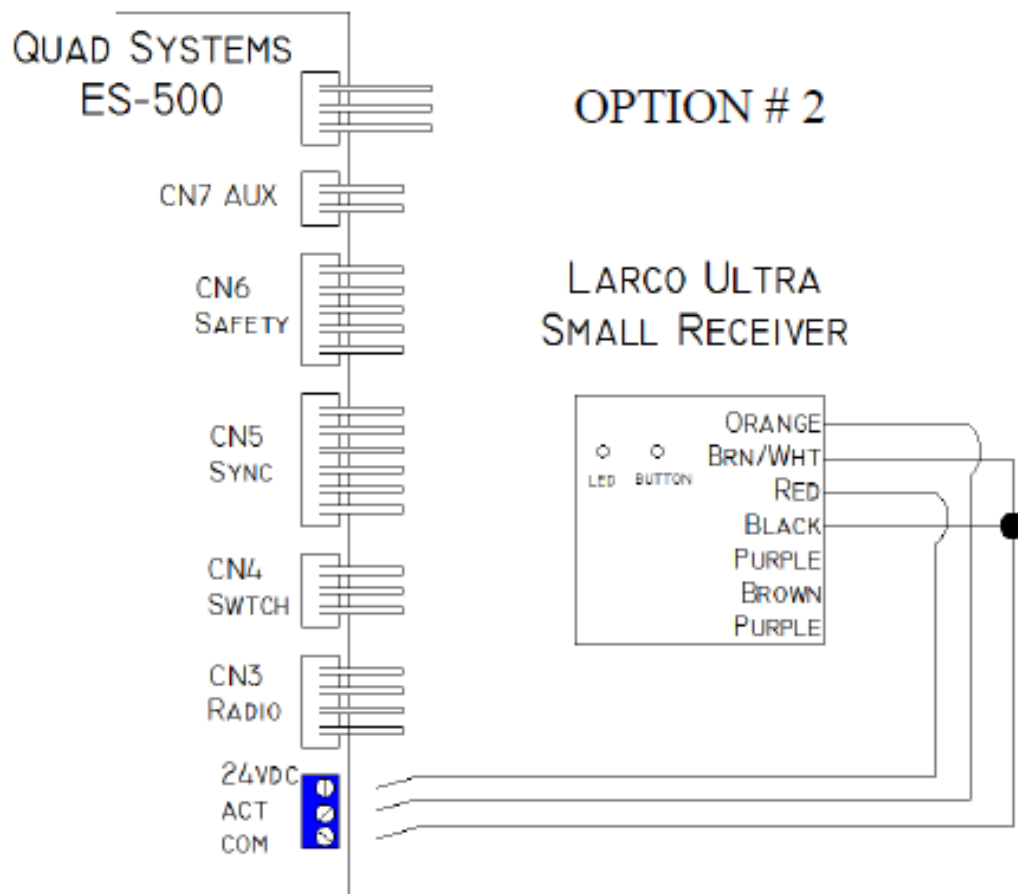 QUAD SYSTEMS
ES-500
OPTION # 2
CN7 AUX
CN6
SAFETY
LARCO ULTRA
SMALL RECEIVER
CN5
SYNC
LED
BUTTON
ORANGE
BRN/WHT
RED
BLACK
PURPLE
BROWN
PURPLE
CN4
SWTCH
CN3
RADIO
24VDC
ACT
COM